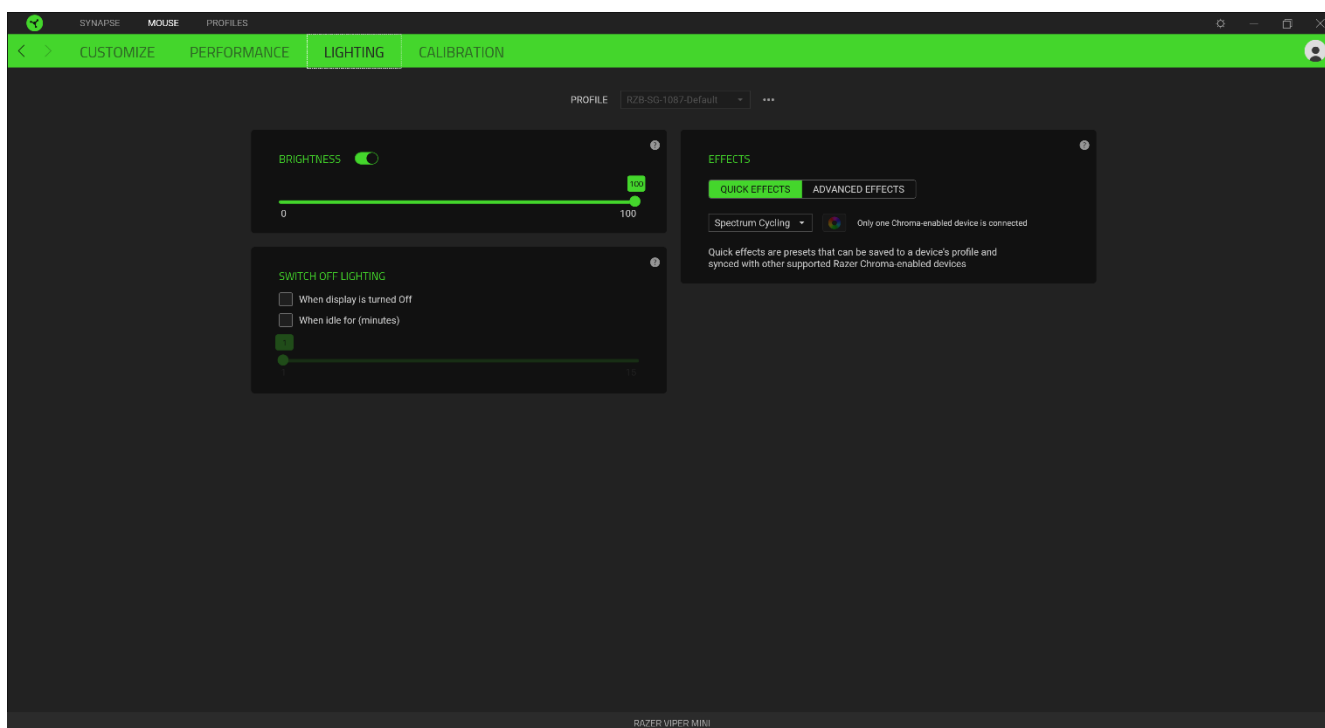 SYNAPSE MOUSE PROFILES
CUSTOMIZE PERFORMANCE LIGHTING CALIBRATION
PROFILE RZB-SG-1087-Default
BRIGHTNESS
100
0 100
SWITCH OFF LIGHTING
When display is turned Off
When idle for (minutes)
1
1 15
EFFECTS
QUICK EFFECTS ADVANCED EFFECTS
Spectrum Cycling Only one Chroma-enabled device is connected
Quick effects are presets that can be saved to a device's profile and
synced with other supported Razer Chroma-enabled devices
RAZER VIPER MINI